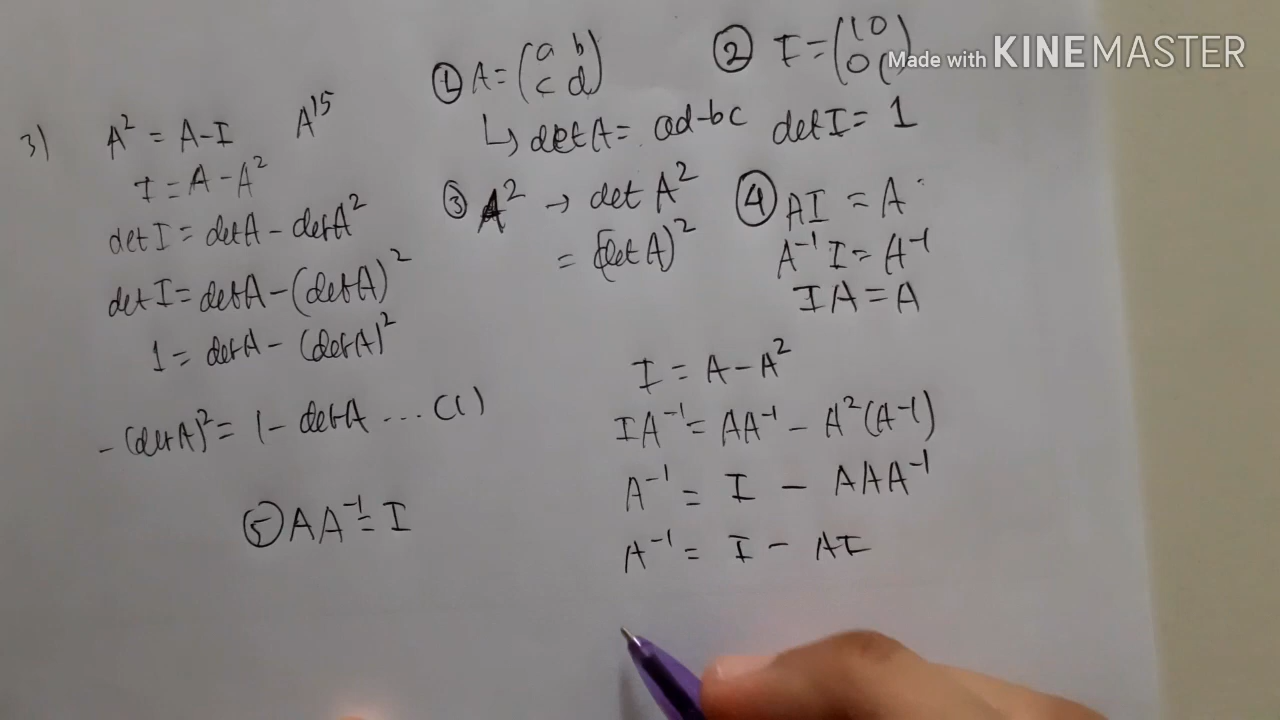 3) A² = A-I A¹⁵
I = A - A²
det I = det A - det A²
det I = det A - (det A)²
1 = det A - (det A)²
- (det A)² = 1 - det A ... (1)
① A = (a b
c d)
↳ det A = ad-bc
② I = (1 0
0 1)
det I = 1
③ A² → det A²
= (det A)²
④ AI = A
A⁻¹ I = A⁻¹
IA = A
I = A - A²
IA⁻¹ = AA⁻¹ - A²(A⁻¹)
A⁻¹ = I - AAA⁻¹
A⁻¹ = I - AI
⑤ AA⁻¹ = I
Made with KINEMASTER